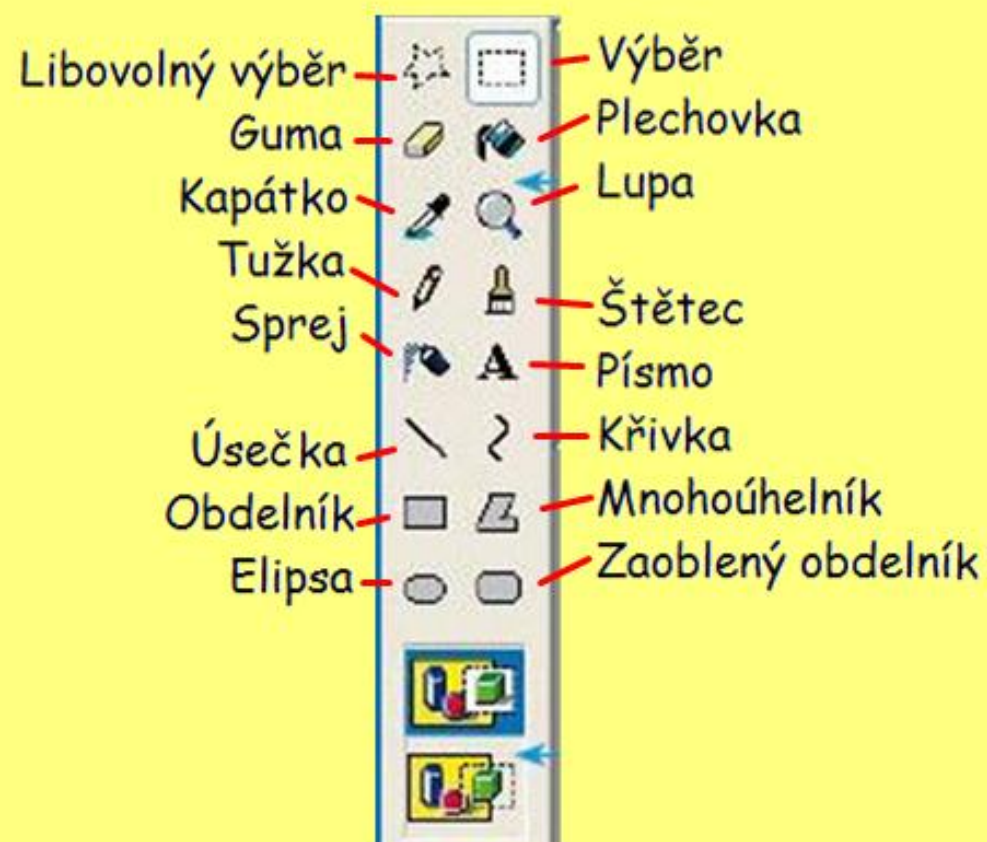 Libovolný výběr
Výběr
Guma
Plechovka
Kapátko
Lupa
Tužka
Štětec
Sprej
A
Písmo
Úsečka
Křivka
Obdelník
Mnohoúhelník
Elipsa
Zaoblený obdelník